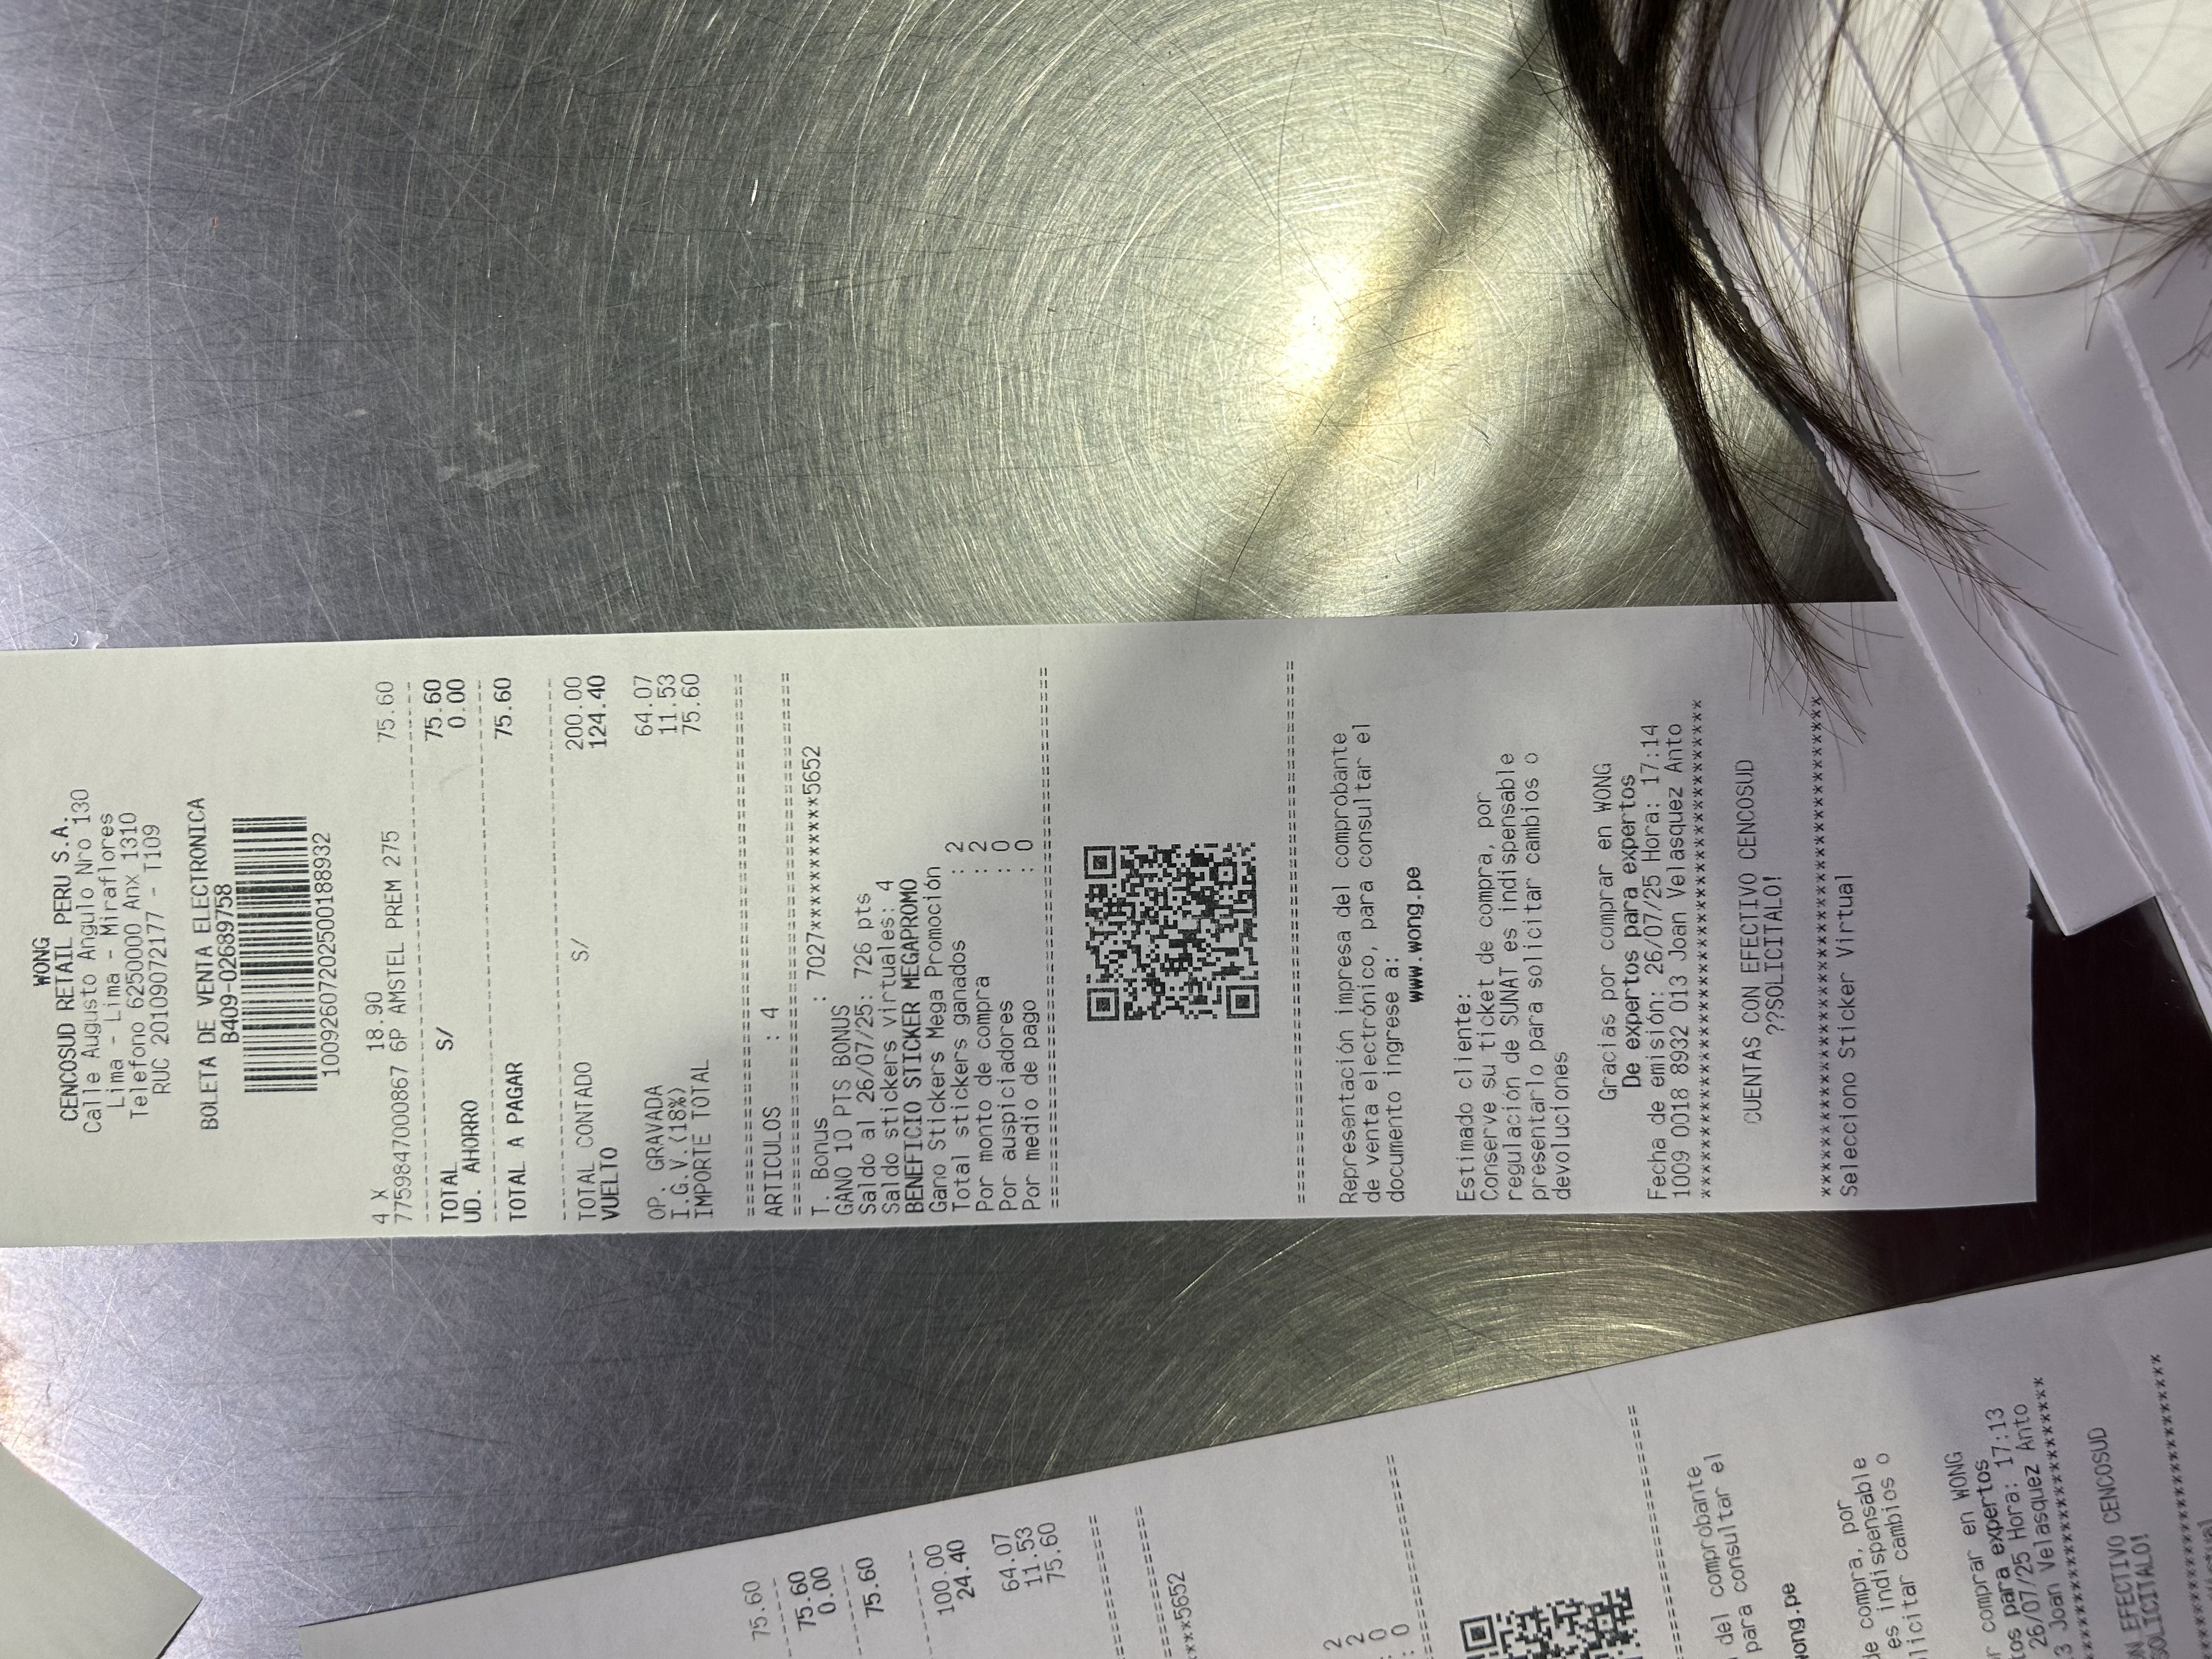 WONG
CENCOSUD RETAIL PERU S.A.
Calle Augusto Angulo Nro 130
Lima - Lima - Miraflores
Telefono 6250000 Anx 1310
RUC 20109072177 - T109
BOLETA DE VENTA ELECTRONICA
B409-02689758
10092607202500188932
4 X 18.90
7759847000867 6P AMSTEL PREM 275 75.60
TOTAL S/ 75.60
UD. AHORRO 0.00
TOTAL A PAGAR 75.60
TOTAL CONTADO S/ 200.00
VUELTO 124.40
OP. GRAVADA 64.07
I.G.V.(18%) 11.53
IMPORTE TOTAL 75.60
==========================================
ARTICULOS : 4
==========================================
T. Bonus : 7027***********5652
GANO 10 PTS BONUS
Saldo al 26/07/25: 726 pts
Saldo stickers virtuales: 4
BENEFICIO STICKER MEGAPROMO
Gano Stickers Mega Promoción
Total stickers ganados : 2
Por monto de compra : 2
Por auspiciadores : 0
Por medio de pago : 0
==========================================
==========================================
Representación impresa del comprobante
de venta electrónico, para consultar el
documento ingrese a:
www.wong.pe
Estimado cliente:
Conserve su ticket de compra, por
regulación de SUNAT es indispensable
presentarlo para solicitar cambios o
devoluciones
Gracias por comprar en WONG
De expertos para expertos
Fecha de emisión: 26/07/25 Hora: 17:14
1009 0018 8932 013 Joan Velasquez Anto
****************************************
CUENTAS CON EFECTIVO CENCOSUD
??SOLICITALO!
****************************************
Selecciono Sticker Virtual
75.60
75.60
0.00
75.60
100.00
24.40
64.07
11.53
75.60
****5652
2
2
: 0
: 0
del comprobante
para consultar el
wong.pe
de compra, por
es indispensable
olicitar cambios o
or comprar en WONG
tos para expertos
26/07/25 Hora: 17:13
3 Joan Velasquez Anto
ON EFECTIVO CENCOSUD
SOLICITALO!